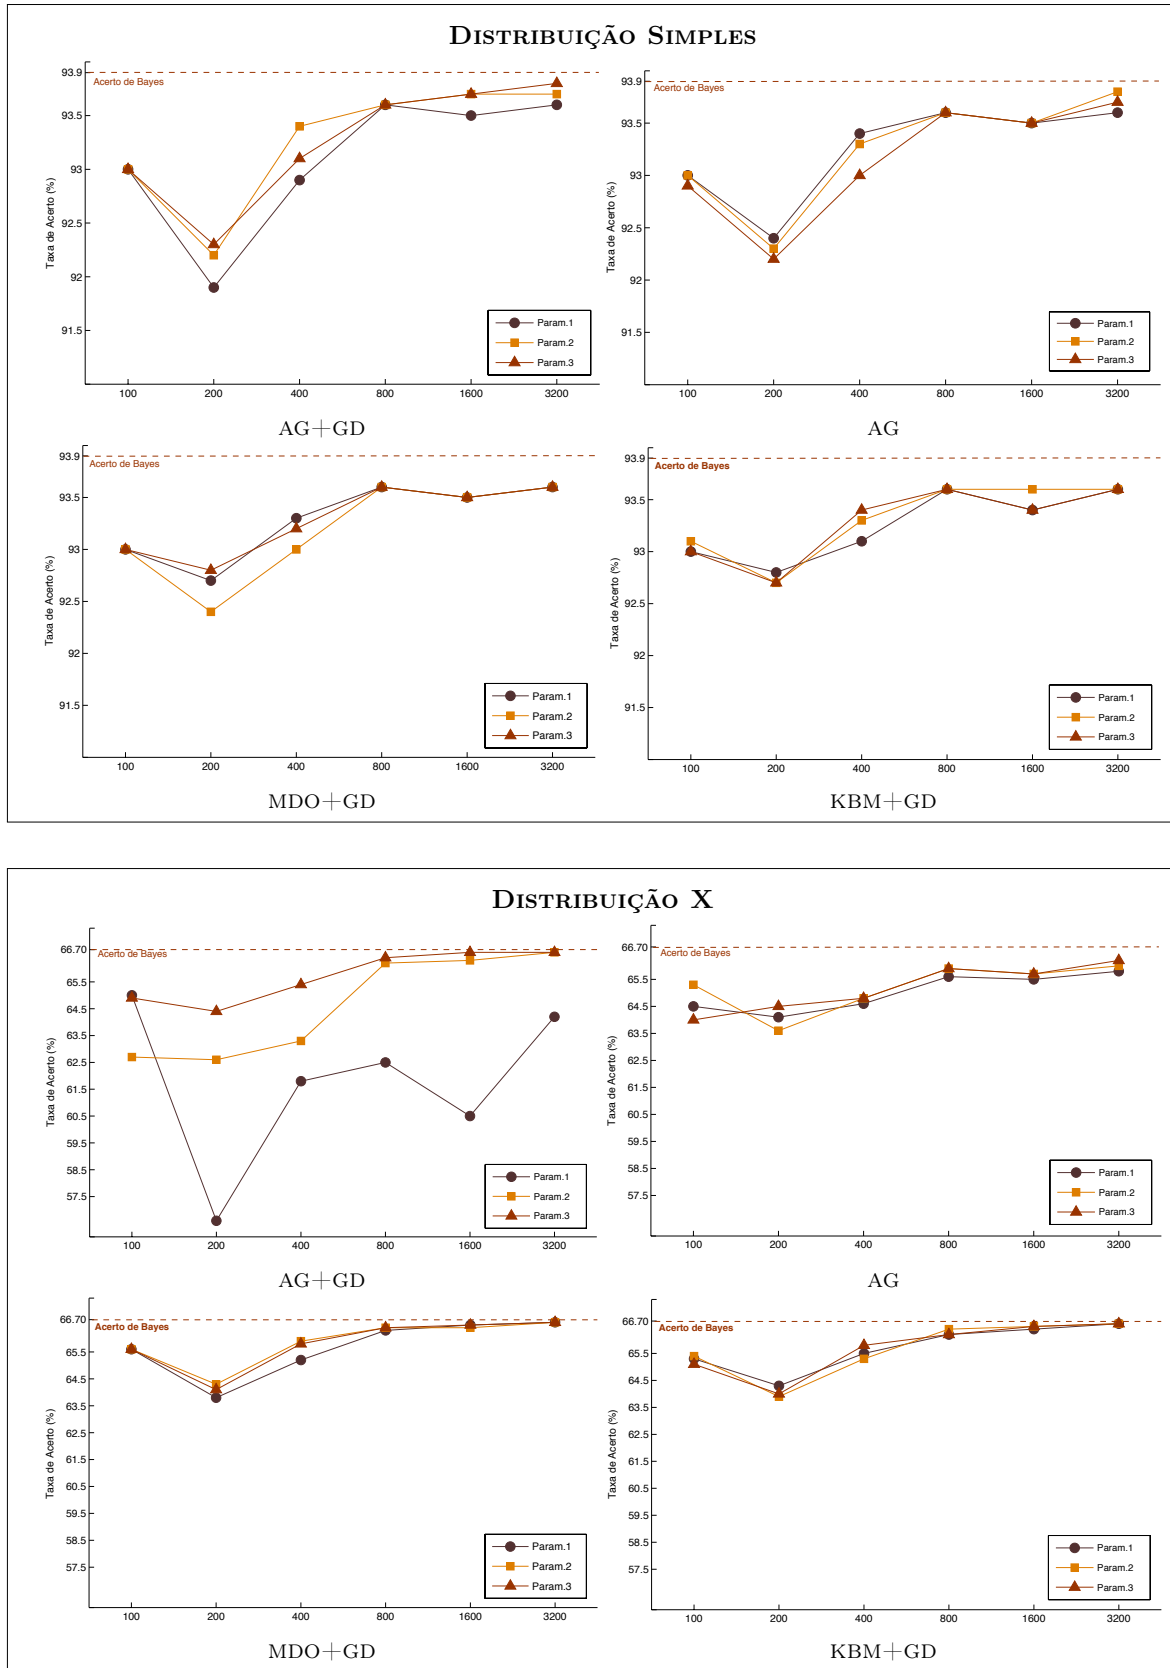 Distribuição Simples
93.9
Acerto de Bayes
93.5
93
92.5
92
91.5
Taxa de Acerto (%)
Param.1
Param.2
Param.3
100 200 400 800 1600 3200
AG+GD
93.9
Acerto de Bayes
93.5
93
92.5
92
91.5
Taxa de Acerto (%)
Param.1
Param.2
Param.3
100 200 400 800 1600 3200
AG
93.9
Acerto de Bayes
93.5
93
92.5
92
91.5
Taxa de Acerto (%)
Param.1
Param.2
Param.3
100 200 400 800 1600 3200
MDO+GD
93.9
Acerto de Bayes
93.5
93
92.5
92
91.5
Taxa de Acerto (%)
Param.1
Param.2
Param.3
100 200 400 800 1600 3200
KBM+GD
Distribuição X
66.70
Acerto de Bayes
65.5
64.5
63.5
62.5
61.5
60.5
59.5
58.5
57.5
Taxa de Acerto (%)
Param.1
Param.2
Param.3
100 200 400 800 1600 3200
AG+GD
66.70
Acerto de Bayes
65.5
64.5
63.5
62.5
61.5
60.5
59.5
58.5
57.5
Taxa de Acerto (%)
Param.1
Param.2
Param.3
100 200 400 800 1600 3200
AG
66.70
Acerto de Bayes
65.5
64.5
63.5
62.5
61.5
60.5
59.5
58.5
57.5
Taxa de Acerto (%)
Param.1
Param.2
Param.3
100 200 400 800 1600 3200
MDO+GD
66.70
Acerto de Bayes
65.5
64.5
63.5
62.5
61.5
60.5
59.5
58.5
57.5
Taxa de Acerto (%)
Param.1
Param.2
Param.3
100 200 400 800 1600 3200
KBM+GD